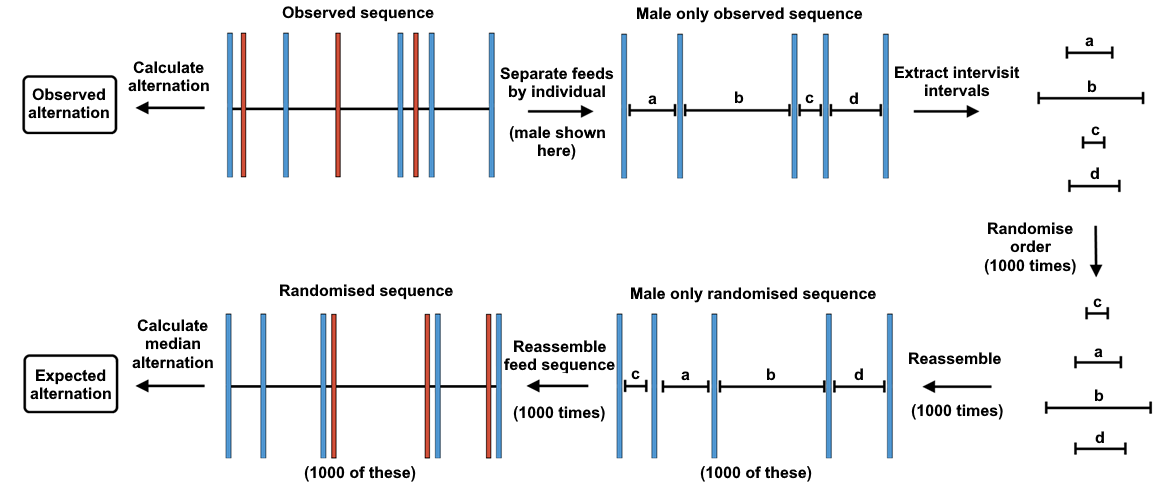 Observed sequence
Male only observed sequence
Observed
alternation
Calculate
alternation
Separate feeds
by individual
(male shown
here)
a
b
c
d
Extract intervisit
intervals
a
b
c
d
Randomise
order
(1000 times)
c
a
b
d
Reassemble
(1000 times)
Male only randomised sequence
c
a
b
d
(1000 of these)
Reassemble
feed sequence
(1000 times)
Randomised sequence
(1000 of these)
Calculate
median
alternation
Expected
alternation